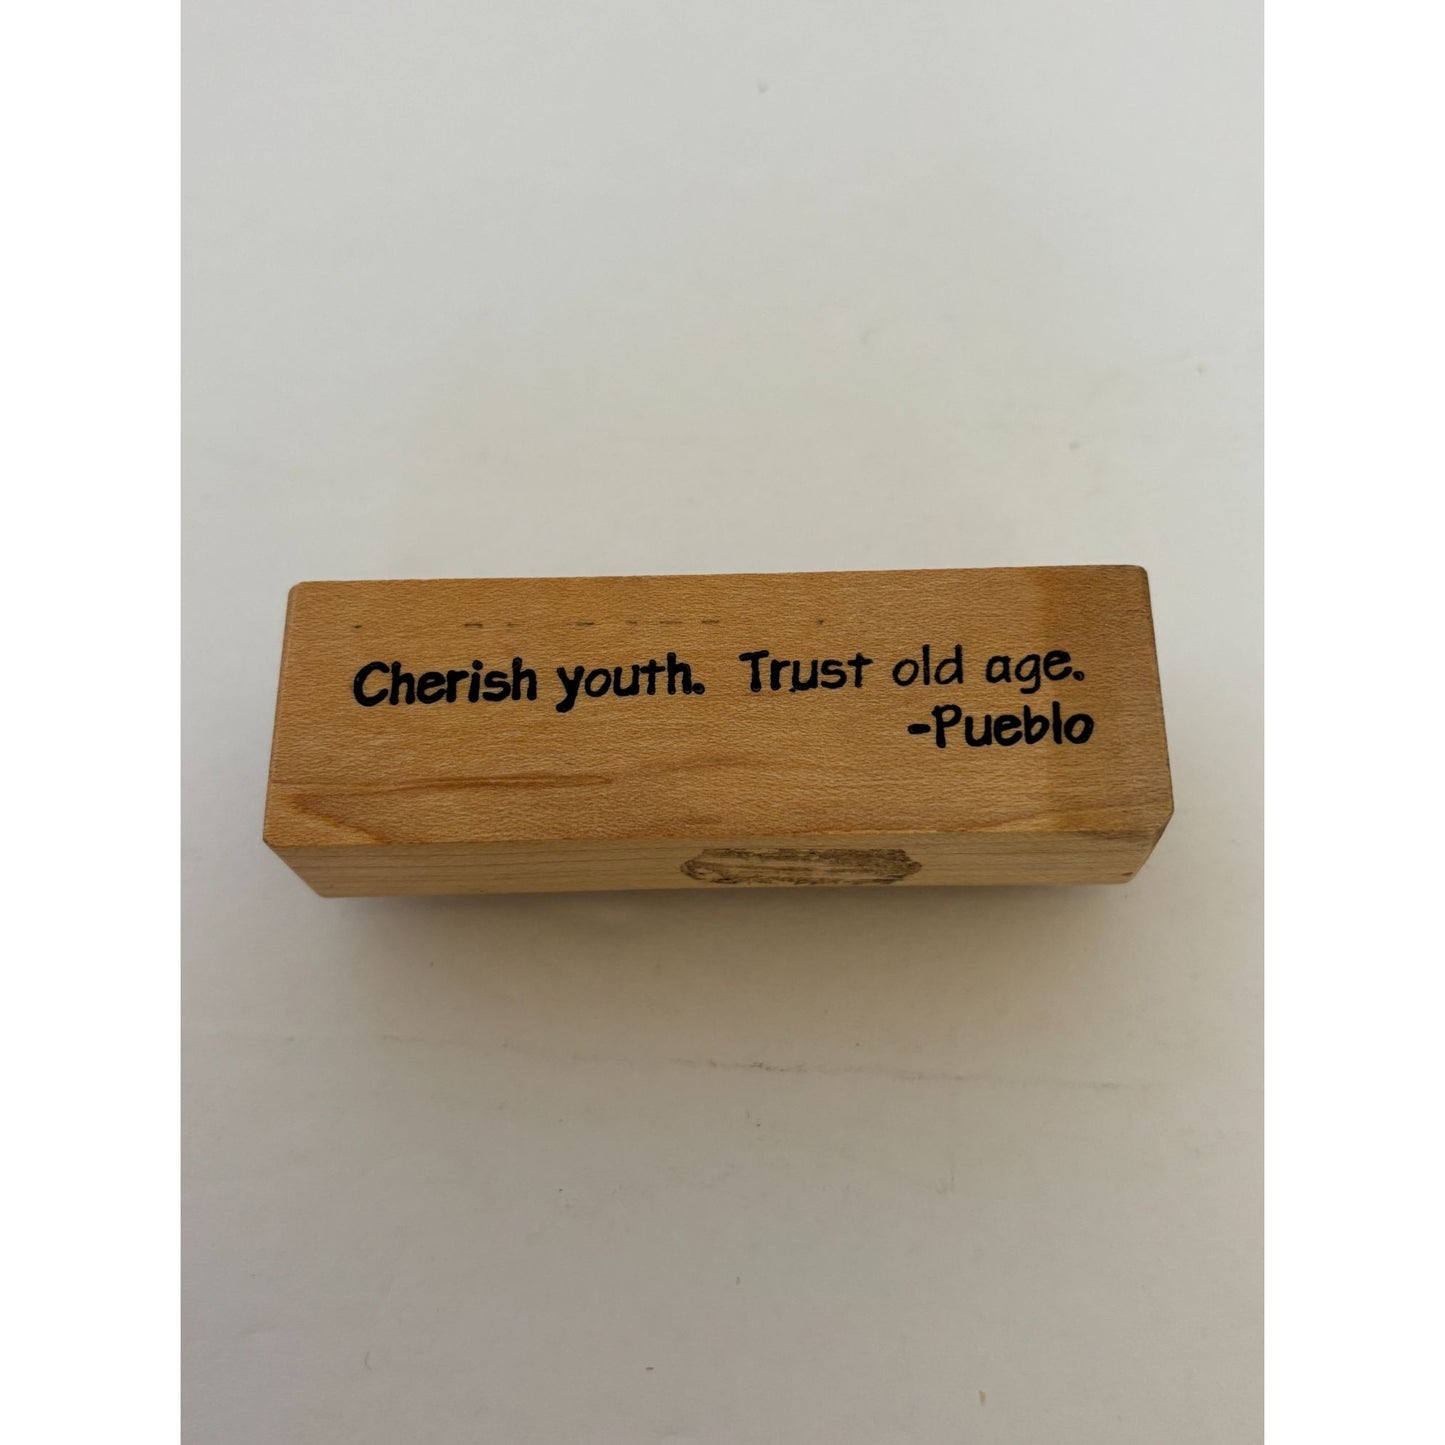 Cherish youth. Trust old age.
-Pueblo